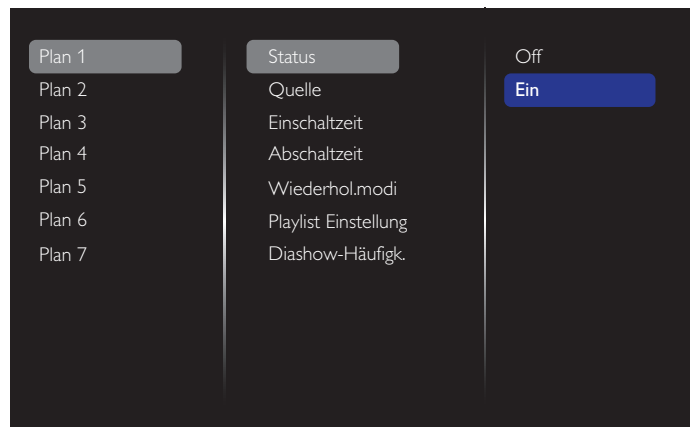 Plan 1
Plan 2
Plan 3
Plan 4
Plan 5
Plan 6
Plan 7
Status
Quelle
Einschaltzeit
Abschaltzeit
Wiederhol.modi
Playlist Einstellung
Diashow-Häufigk.
Off
Ein